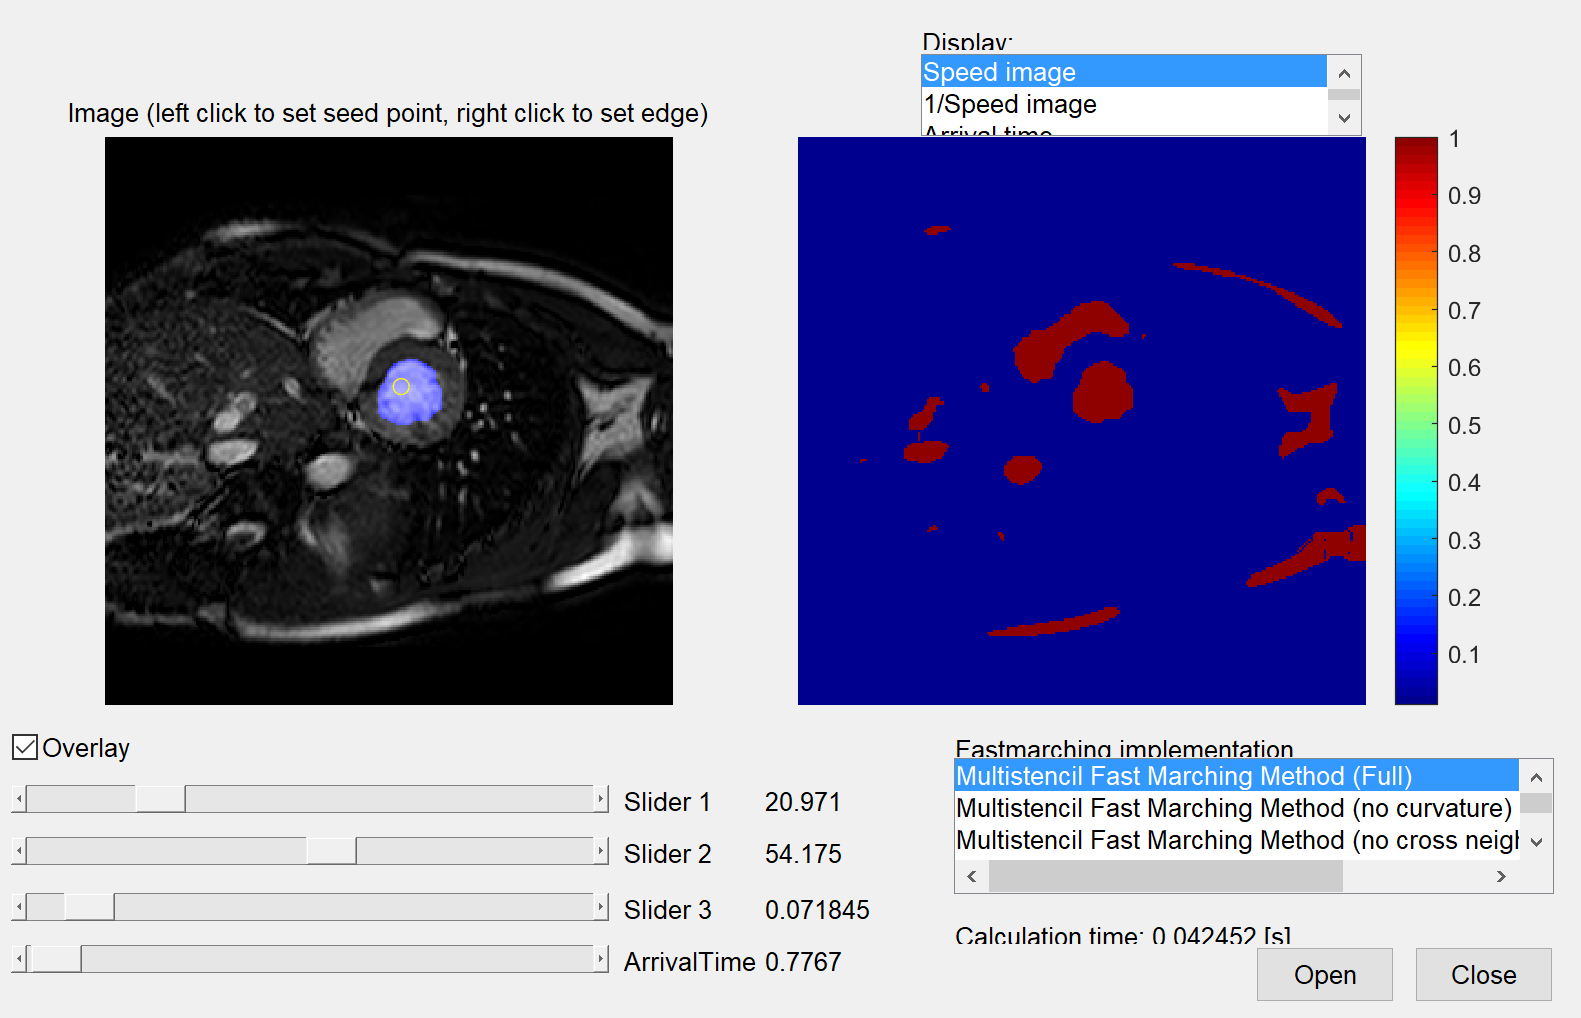 Display:
Speed image
1/Speed image
Arrival time
Image (left click to set seed point, right click to set edge)
1
0.9
0.8
0.7
0.6
0.5
0.4
0.3
0.2
0.1
Overlay
Slider 1 20.971
Slider 2 54.175
Slider 3 0.071845
ArrivalTime 0.7767
Fastmarching implementation
Multistencil Fast Marching Method (Full)
Multistencil Fast Marching Method (no curvature)
Multistencil Fast Marching Method (no cross neigh
Calculation time: 0.042452 [s]
Open Close